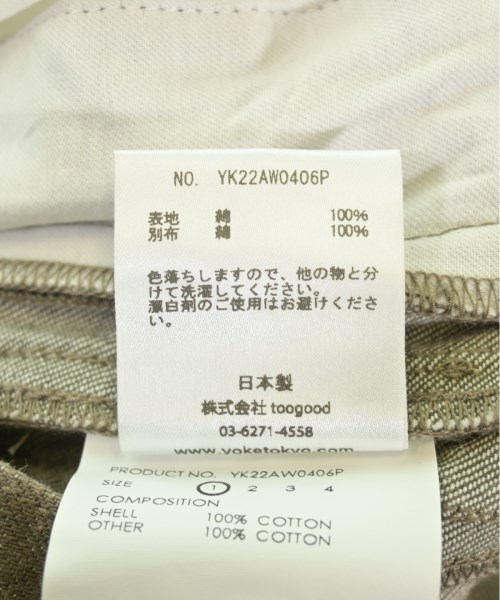 NO. YK22AW0406P
表地 綿 100%
別布 綿 100%
色落ちしますので、他の物と分
けて洗濯してください。
漂白剤のご使用はお避けくださ
い。
日本製
株式会社 toogood
03-6271-4558
www.yoketokyo.com
PRODUCT NO. YK22AW0406P
SIZE 1 2 3 4
COMPOSITION
SHELL 100% COTTON
OTHER 100% COTTON